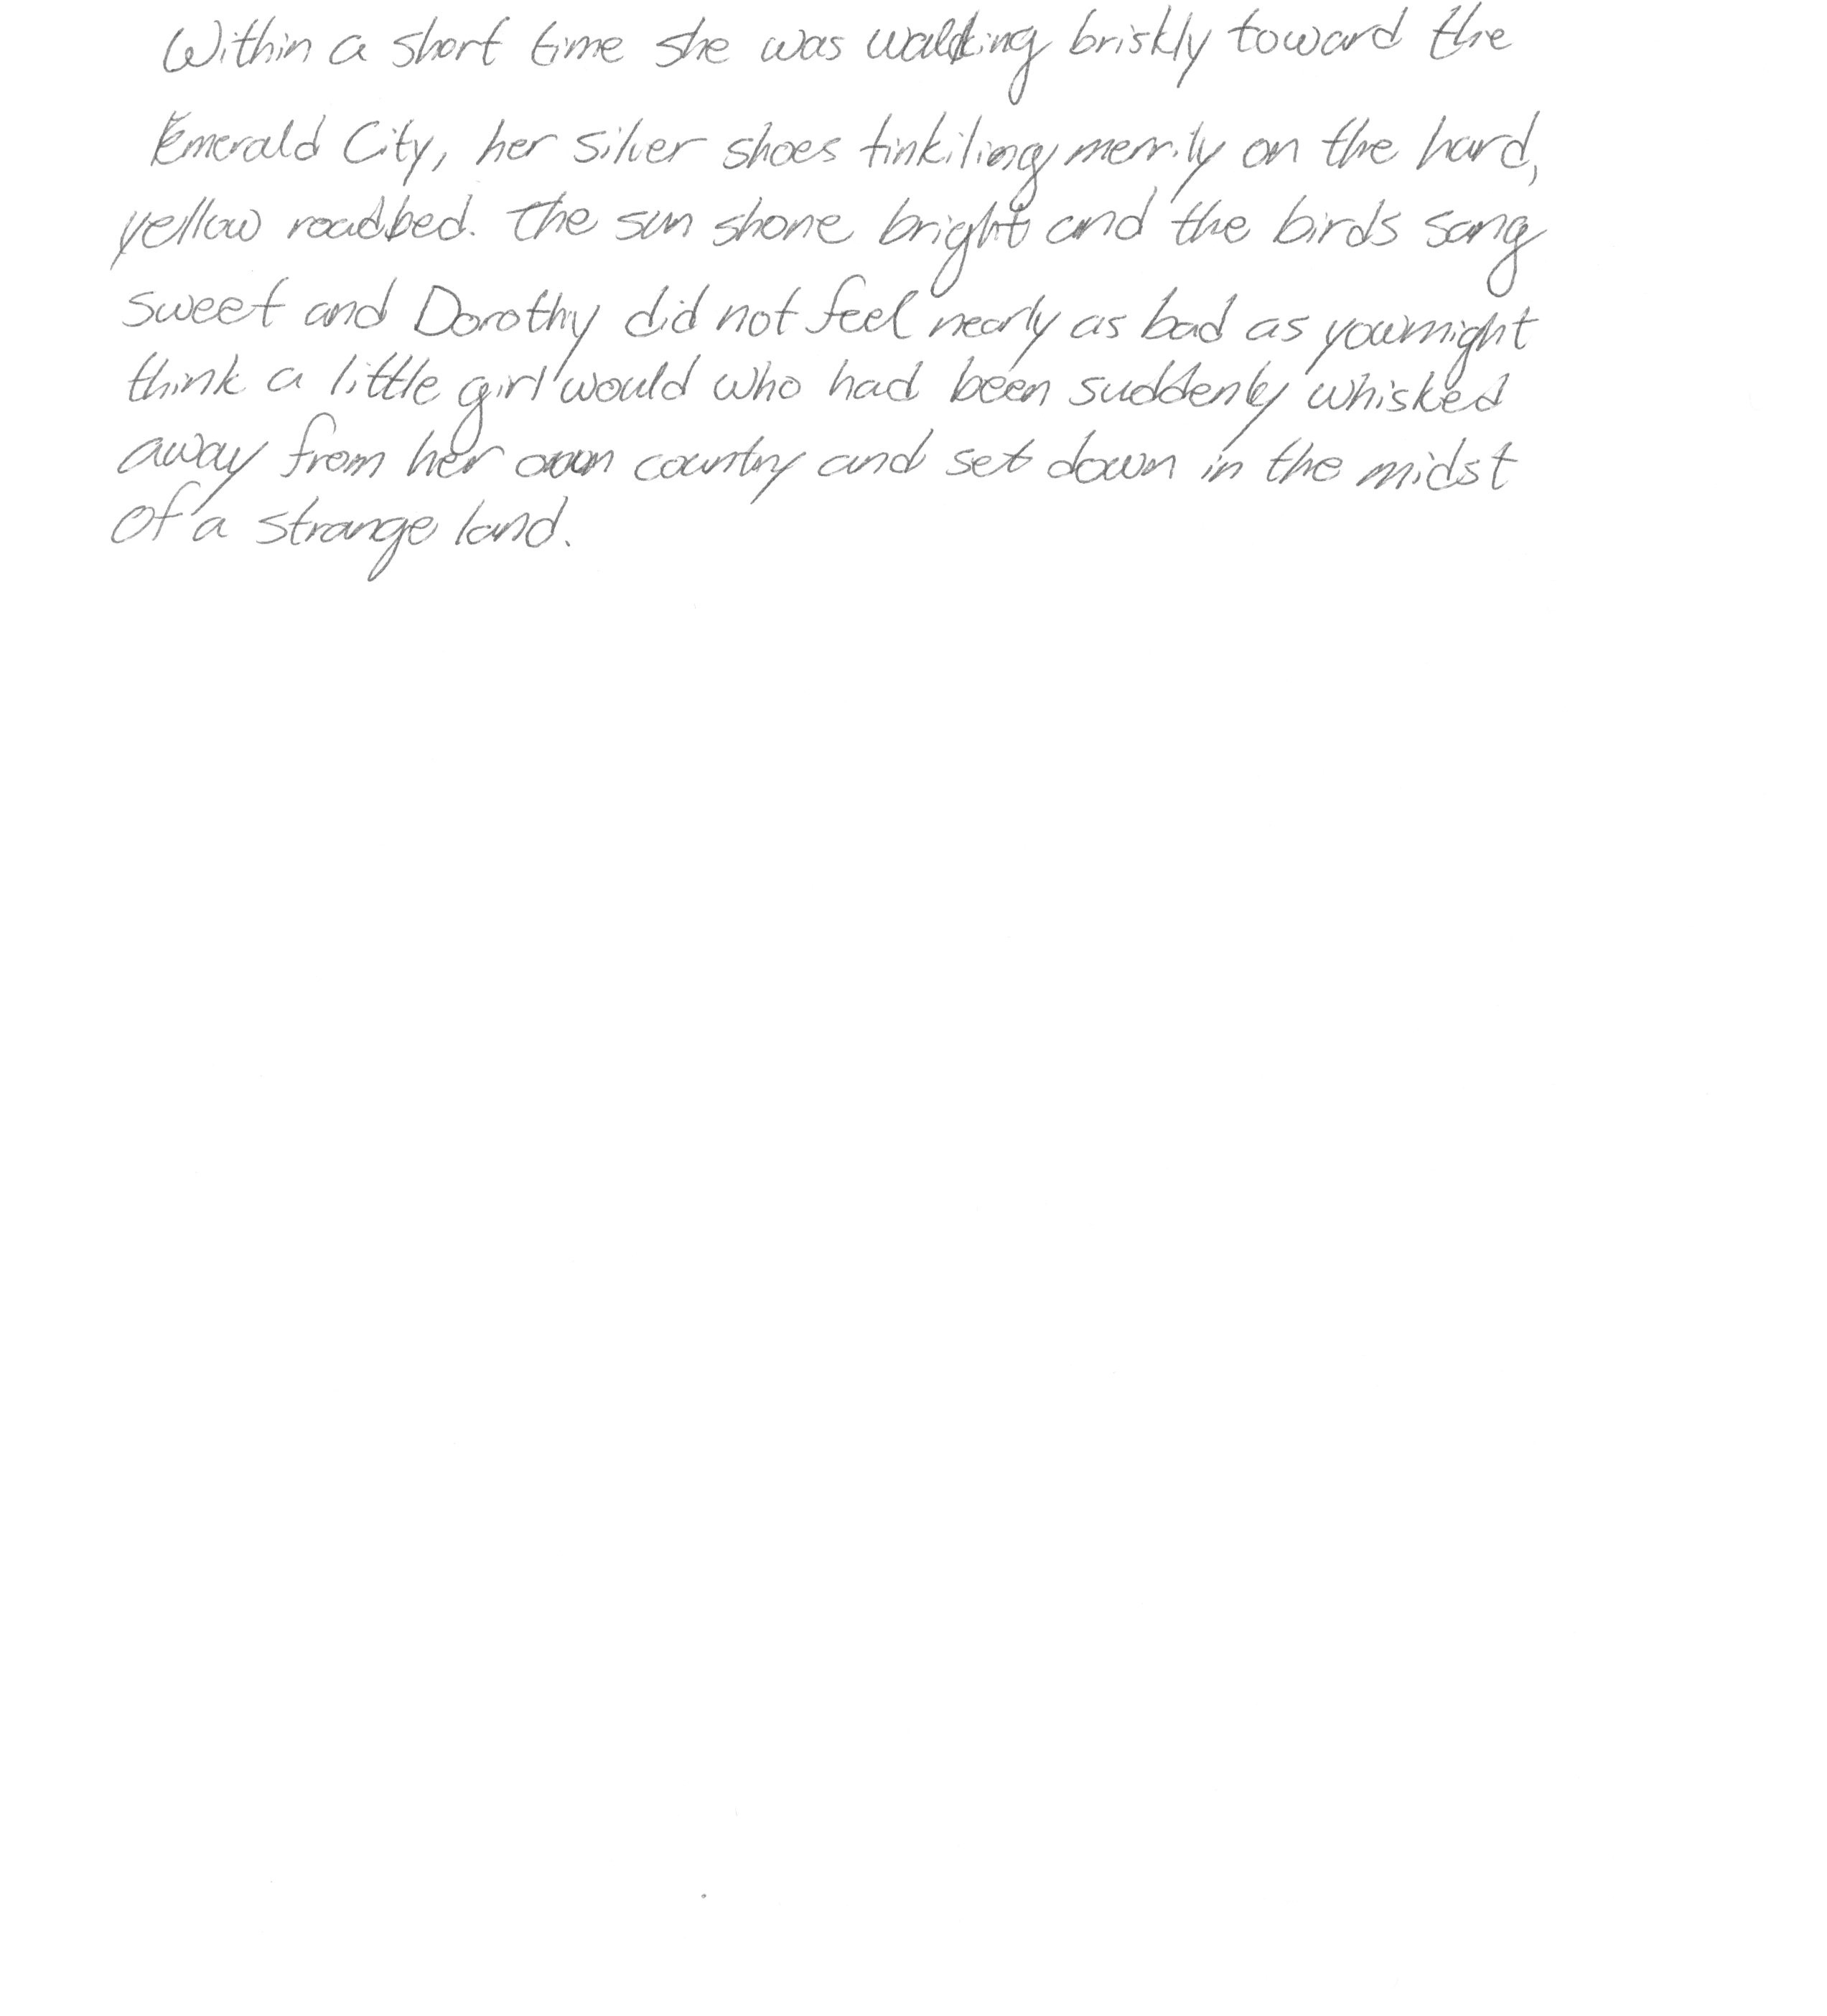 Within a short time she was walking briskly toward the
Emerald City, her silver shoes tinkiling merrily on the hard,
yellow roadbed. The sun shone bright and the birds sang
sweet and Dorothy did not feel nearly as bad as you might
think a little girl would who had been suddenly whisked
away from her own country and set down in the midst
of a strange land.